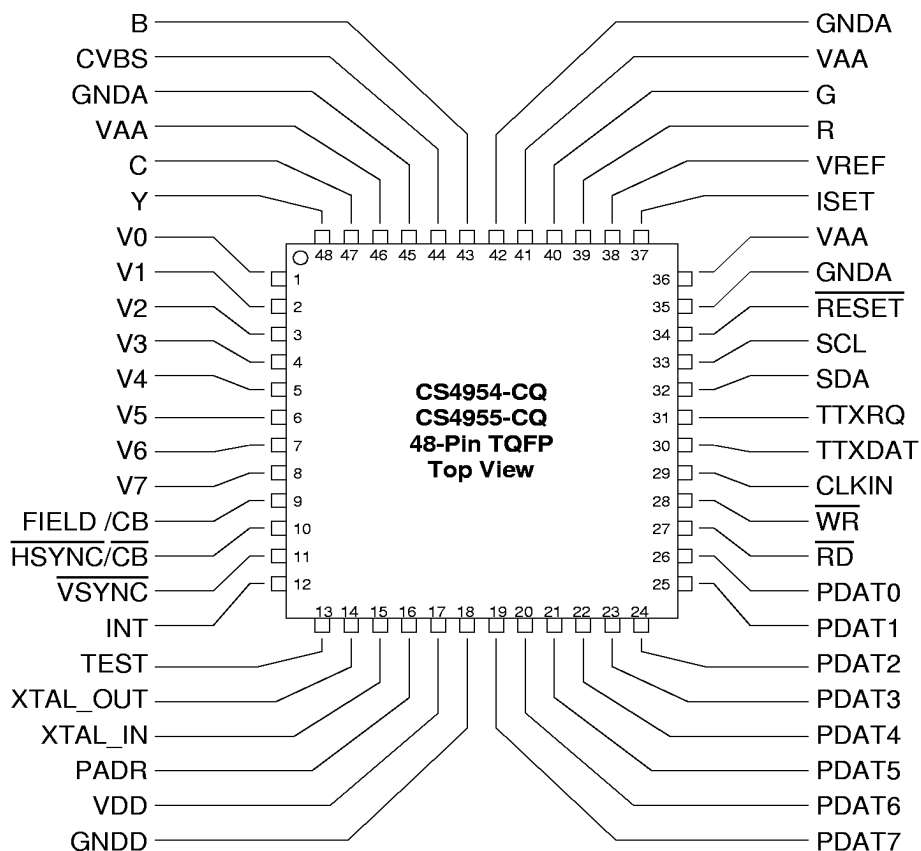 B
CVBS
GNDA
VAA
C
Y
V0
V1
V2
V3
V4
V5
V6
V7
FIELD /CB
HSYNC/CB
VSYNC
INT
TEST
XTAL_OUT
XTAL_IN
PADR
VDD
GNDD
GNDA
VAA
G
R
VREF
ISET
VAA
GNDA
RESET
SCL
SDA
TTXRQ
TTXDAT
CLKIN
WR
RD
PDAT0
PDAT1
PDAT2
PDAT3
PDAT4
PDAT5
PDAT6
PDAT7
48 47 46 45 44 43 42 41 40 39 38 37
1
2
3
4
5
6
7
8
9
10
11
12
36
35
34
33
32
31
30
29
28
27
26
25
13 14 15 16 17 18 19 20 21 22 23 24
CS4954-CQ
CS4955-CQ
48-Pin TQFP
Top View